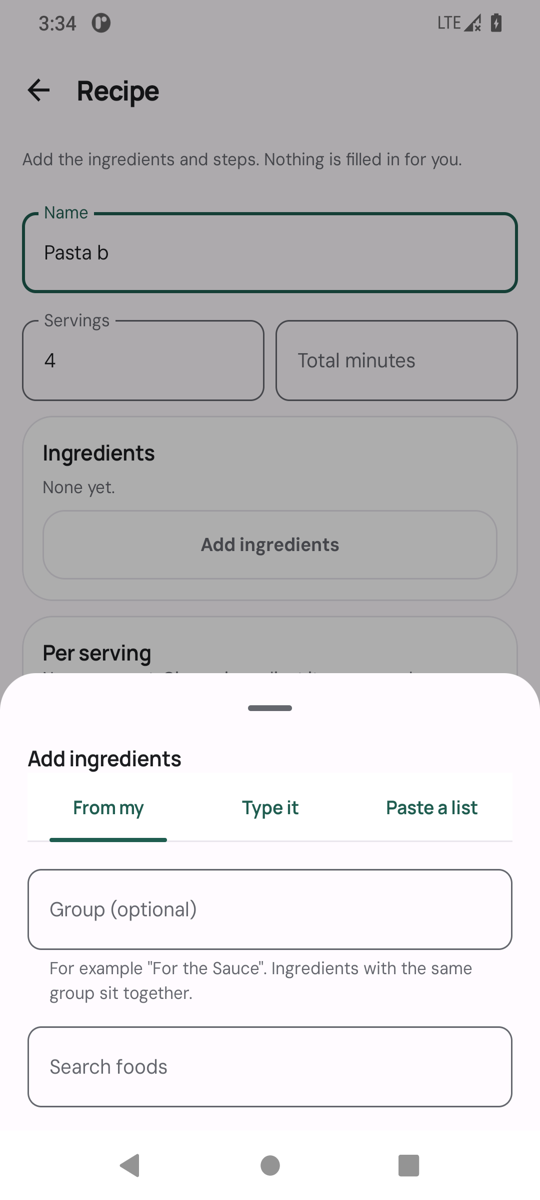 3:34
LTE
Recipe
Add the ingredients and steps. Nothing is filled in for you.
Name
Pasta b
Servings
4
Total minutes
Ingredients
None yet.
Add ingredients
Per serving
Add ingredients
From my
Type it
Paste a list
Group (optional)
For example "For the Sauce". Ingredients with the same
group sit together.
Search foods